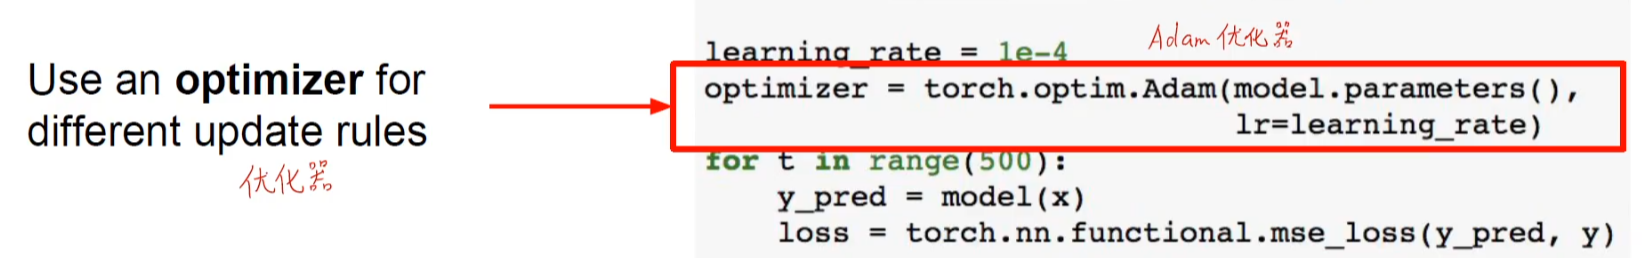 Use an optimizer for
different update rules
优化器
Adam 优化器
learning_rate = 1e-4
optimizer = torch.optim.Adam(model.parameters(),
lr=learning_rate)
for t in range(500):
y_pred = model(x)
loss = torch.nn.functional.mse_loss(y_pred, y)